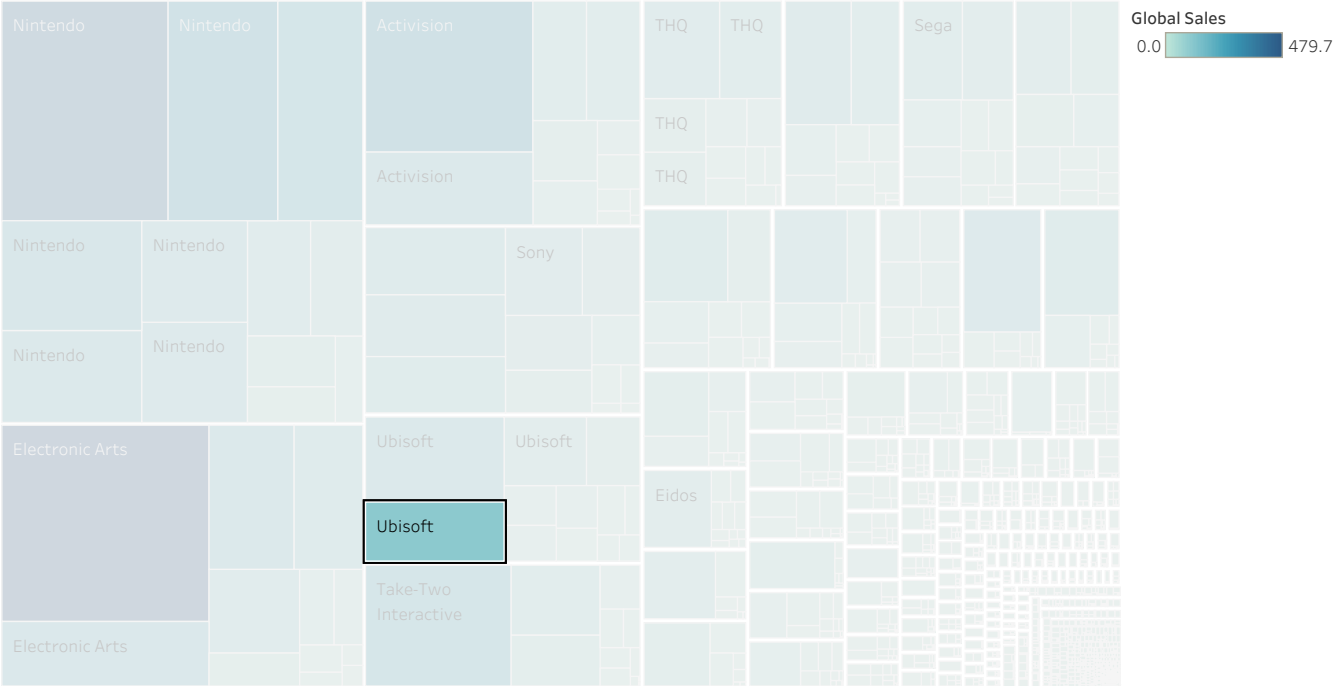 Nintendo
Nintendo
Nintendo
Nintendo
Nintendo
Nintendo
Electronic Arts
Electronic Arts
Activision
Activision
Sony
Ubisoft
Ubisoft
Ubisoft
Take-Two
Interactive
THQ
THQ
THQ
THQ
Sega
Eidos
Global Sales
0.0
479.7